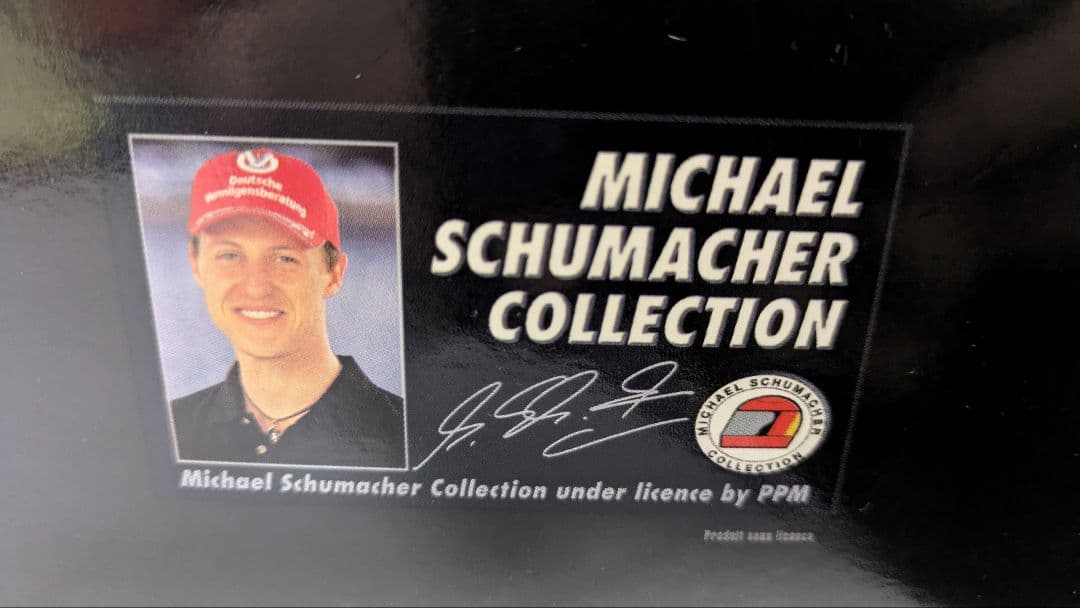 Deutsche
Vermögensberatung
MICHAEL
SCHUMACHER
COLLECTION
MICHAEL SCHUMACHER
COLLECTION
Michael Schumacher Collection under licence by PPM
Produit sous licence